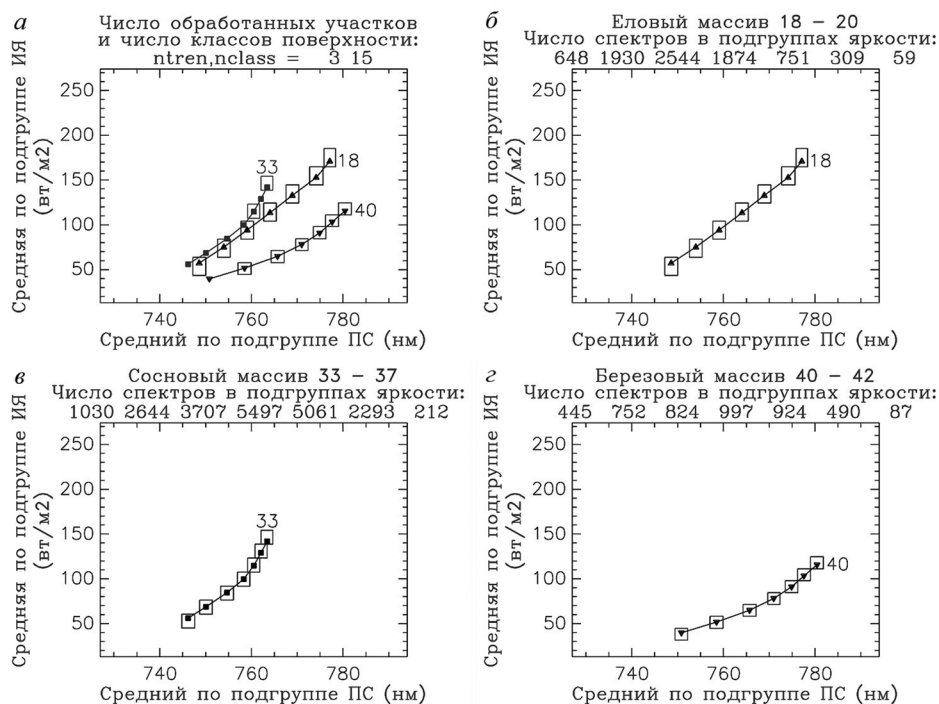 а
Число обработанных участков
и число классов поверхности:
ntren,nclass = 3 15
Средняя по подгруппе ИЯ
(вт/м2)
250
200
150
100
50
33
18
40
740 760 780
Средний по подгруппе ПС (нм)
б
Еловый массив 18 – 20
Число спектров в подгруппах яркости:
648 1930 2544 1874 751 309 59
Средняя по подгруппе ИЯ
(вт/м2)
250
200
150
100
50
18
740 760 780
Средний по подгруппе ПС (нм)
в
Сосновый массив 33 – 37
Число спектров в подгруппах яркости:
1030 2644 3707 5497 5061 2293 212
Средняя по подгруппе ИЯ
(вт/м2)
250
200
150
100
50
33
740 760 780
Средний по подгруппе ПС (нм)
г
Березовый массив 40 – 42
Число спектров в подгруппах яркости:
445 752 824 997 924 490 87
Средняя по подгруппе ИЯ
(вт/м2)
250
200
150
100
50
40
740 760 780
Средний по подгруппе ПС (нм)